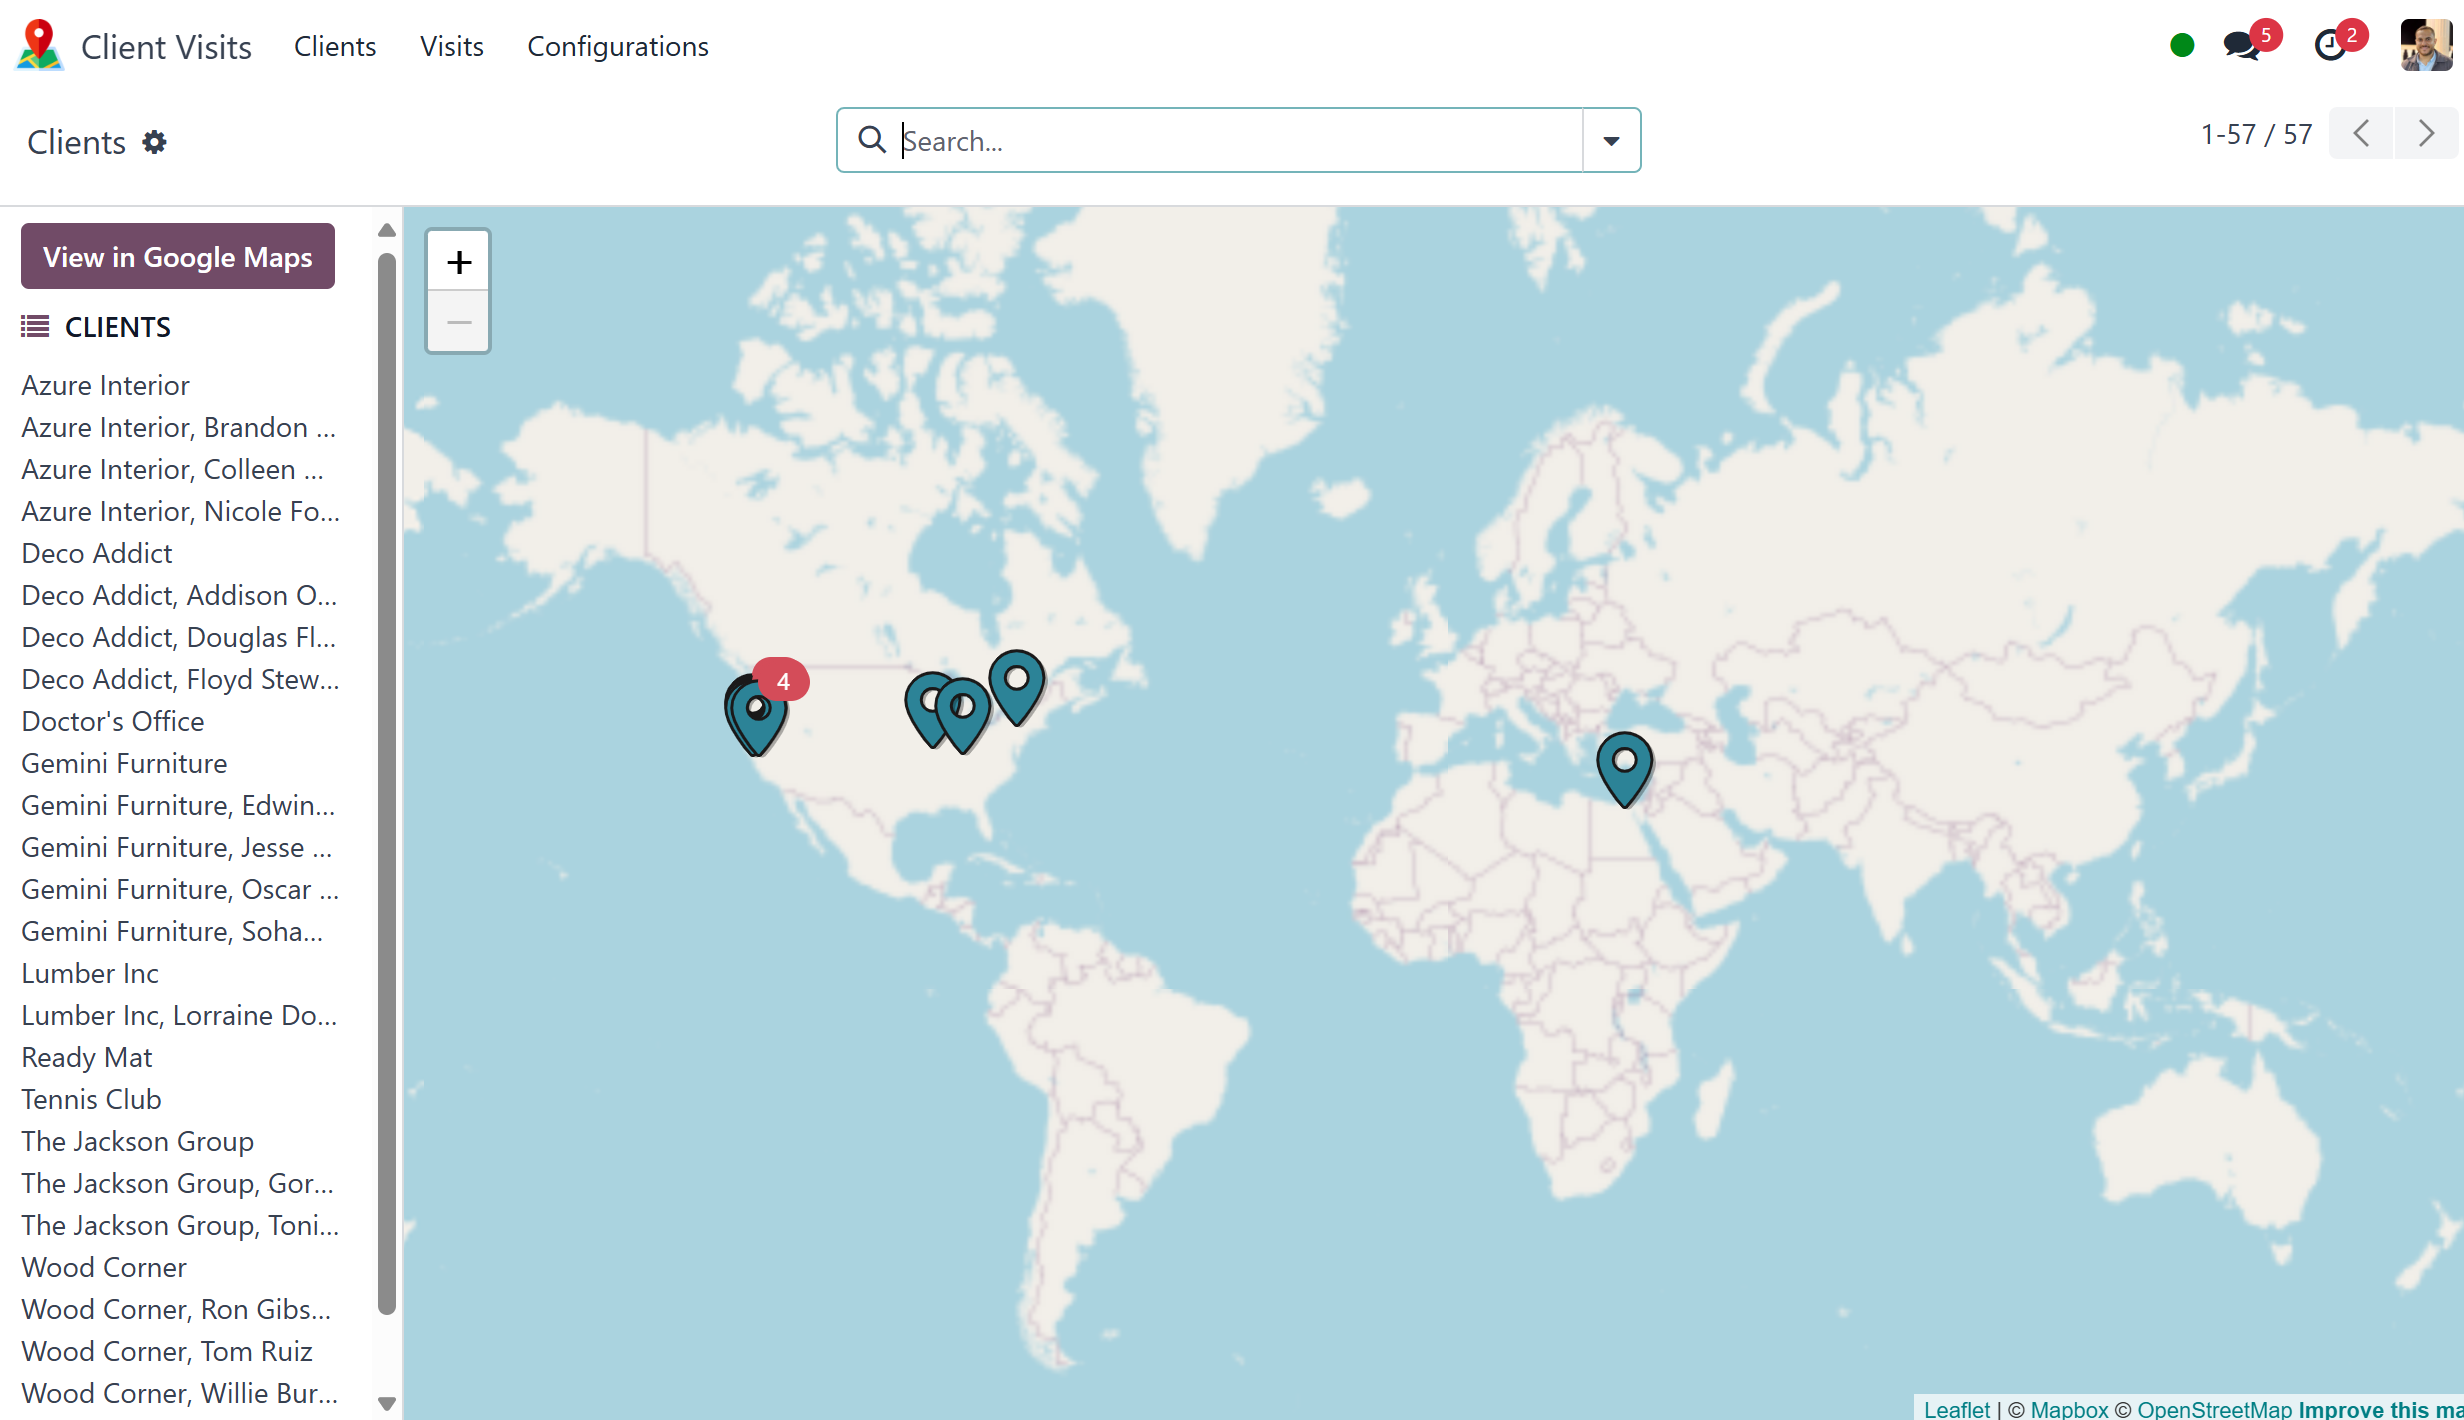 Client Visits Clients Visits Configurations 5 2
Clients Search... 1-57 / 57
View in Google Maps
CLIENTS
Azure Interior
Azure Interior, Brandon ...
Azure Interior, Colleen ...
Azure Interior, Nicole Fo...
Deco Addict
Deco Addict, Addison O...
Deco Addict, Douglas Fl...
Deco Addict, Floyd Stew...
Doctor's Office
Gemini Furniture
Gemini Furniture, Edwin...
Gemini Furniture, Jesse ...
Gemini Furniture, Oscar ...
Gemini Furniture, Soha...
Lumber Inc
Lumber Inc, Lorraine Do...
Ready Mat
Tennis Club
The Jackson Group
The Jackson Group, Gor...
The Jackson Group, Toni...
Wood Corner
Wood Corner, Ron Gibs...
Wood Corner, Tom Ruiz
Wood Corner, Willie Bur...
+
−
4
Leaflet | © Mapbox © OpenStreetMap Improve this ma